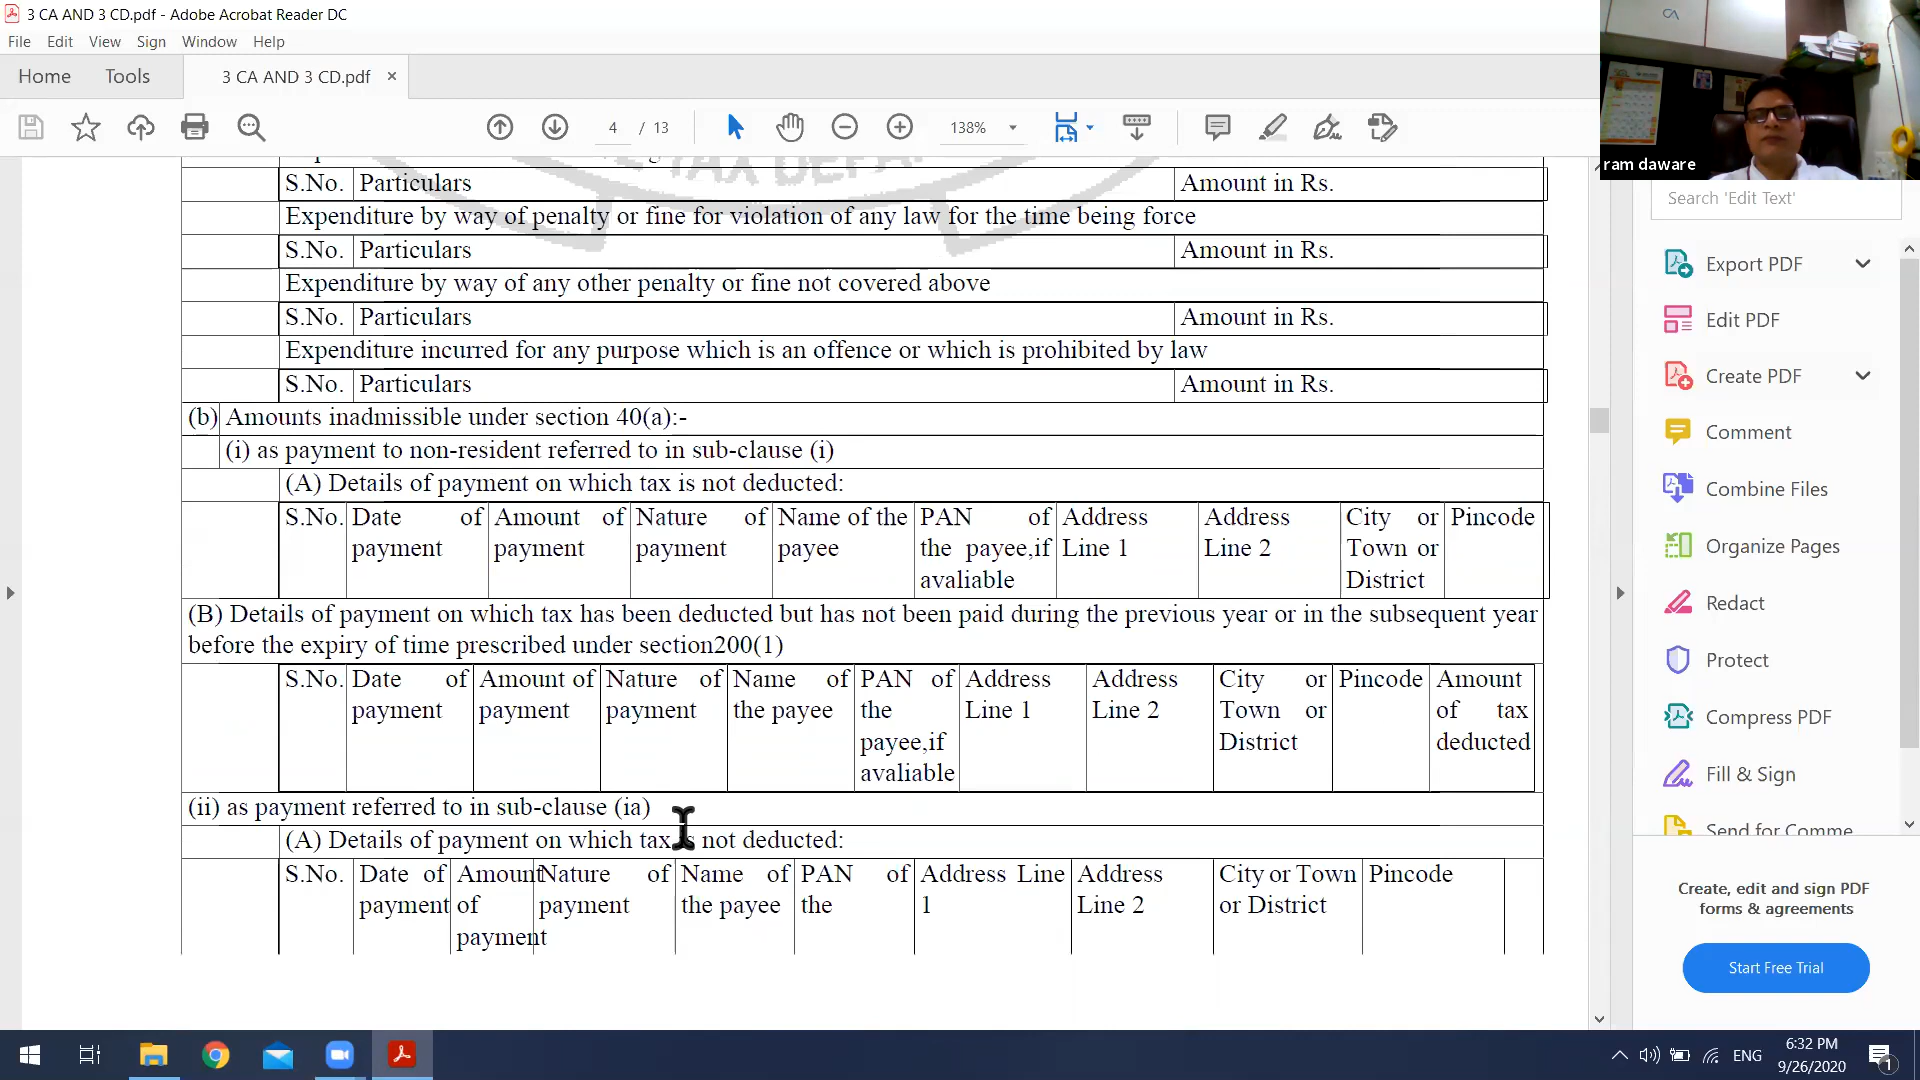 3 CA AND 3 CD.pdf - Adobe Acrobat Reader DC
File Edit View Sign Window Help
Home Tools 3 CA AND 3 CD.pdf ×
4 / 13 138%
ram daware
CA
TAX DEPA
S.No. Particulars Amount in Rs.
Expenditure by way of penalty or fine for violation of any law for the time being force
S.No. Particulars Amount in Rs.
Expenditure by way of any other penalty or fine not covered above
S.No. Particulars Amount in Rs.
Expenditure incurred for any purpose which is an offence or which is prohibited by law
S.No. Particulars Amount in Rs.
(b) Amounts inadmissible under section 40(a):-
(i) as payment to non-resident referred to in sub-clause (i)
(A) Details of payment on which tax is not deducted:
S.No. Date of Amount of Nature of Name of the PAN of Address Address City or Pincode
payment payment payment payee the payee,if Line 1 Line 2 Town or
avaliable District
(B) Details of payment on which tax has been deducted but has not been paid during the previous year or in the subsequent year
before the expiry of time prescribed under section200(1)
S.No. Date of Amount of Nature of Name of PAN of Address Address City or Pincode Amount
payment payment payment the payee the Line 1 Line 2 Town or of tax
payee,if District deducted
avaliable
(ii) as payment referred to in sub-clause (ia)
(A) Details of payment on which tax is not deducted:
S.No. Date of Amount Nature of Name of PAN of Address Line Address City or Town Pincode
payment of payment the payee the 1 Line 2 or District
payment
Search 'Edit Text'
Export PDF
Edit PDF
Create PDF
Comment
Combine Files
Organize Pages
Redact
Protect
Compress PDF
Fill & Sign
Send for Comme
Create, edit and sign PDF
forms & agreements
Start Free Trial
ENG
6:32 PM
9/26/2020
1